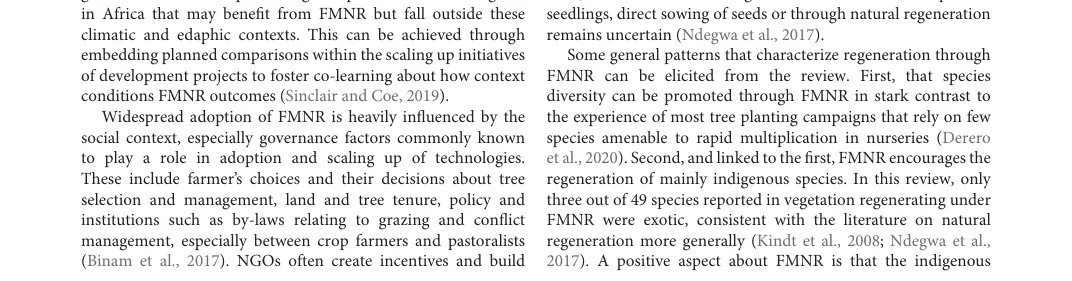 in Africa that may benefit from FMNR but fall outside these
climatic and edaphic contexts. This can be achieved through
embedding planned comparisons within the scaling up initiatives
of development projects to foster co-learning about how context
conditions FMNR outcomes (Sinclair and Coe, 2019).
Widespread adoption of FMNR is heavily influenced by the
social context, especially governance factors commonly known
to play a role in adoption and scaling up of technologies.
These include farmer's choices and their decisions about tree
selection and management, land and tree tenure, policy and
institutions such as by-laws relating to grazing and conflict
management, especially between crop farmers and pastoralists
(Binam et al., 2017). NGOs often create incentives and build
seedlings, direct sowing of seeds or through natural regeneration
remains uncertain (Ndegwa et al., 2017).
Some general patterns that characterize regeneration through
FMNR can be elicited from the review. First, that species
diversity can be promoted through FMNR in stark contrast to
the experience of most tree planting campaigns that rely on few
species amenable to rapid multiplication in nurseries (Derero
et al., 2020). Second, and linked to the first, FMNR encourages the
regeneration of mainly indigenous species. In this review, only
three out of 49 species reported in vegetation regenerating under
FMNR were exotic, consistent with the literature on natural
regeneration more generally (Kindt et al., 2008; Ndegwa et al.,
2017). A positive aspect about FMNR is that the indigenous